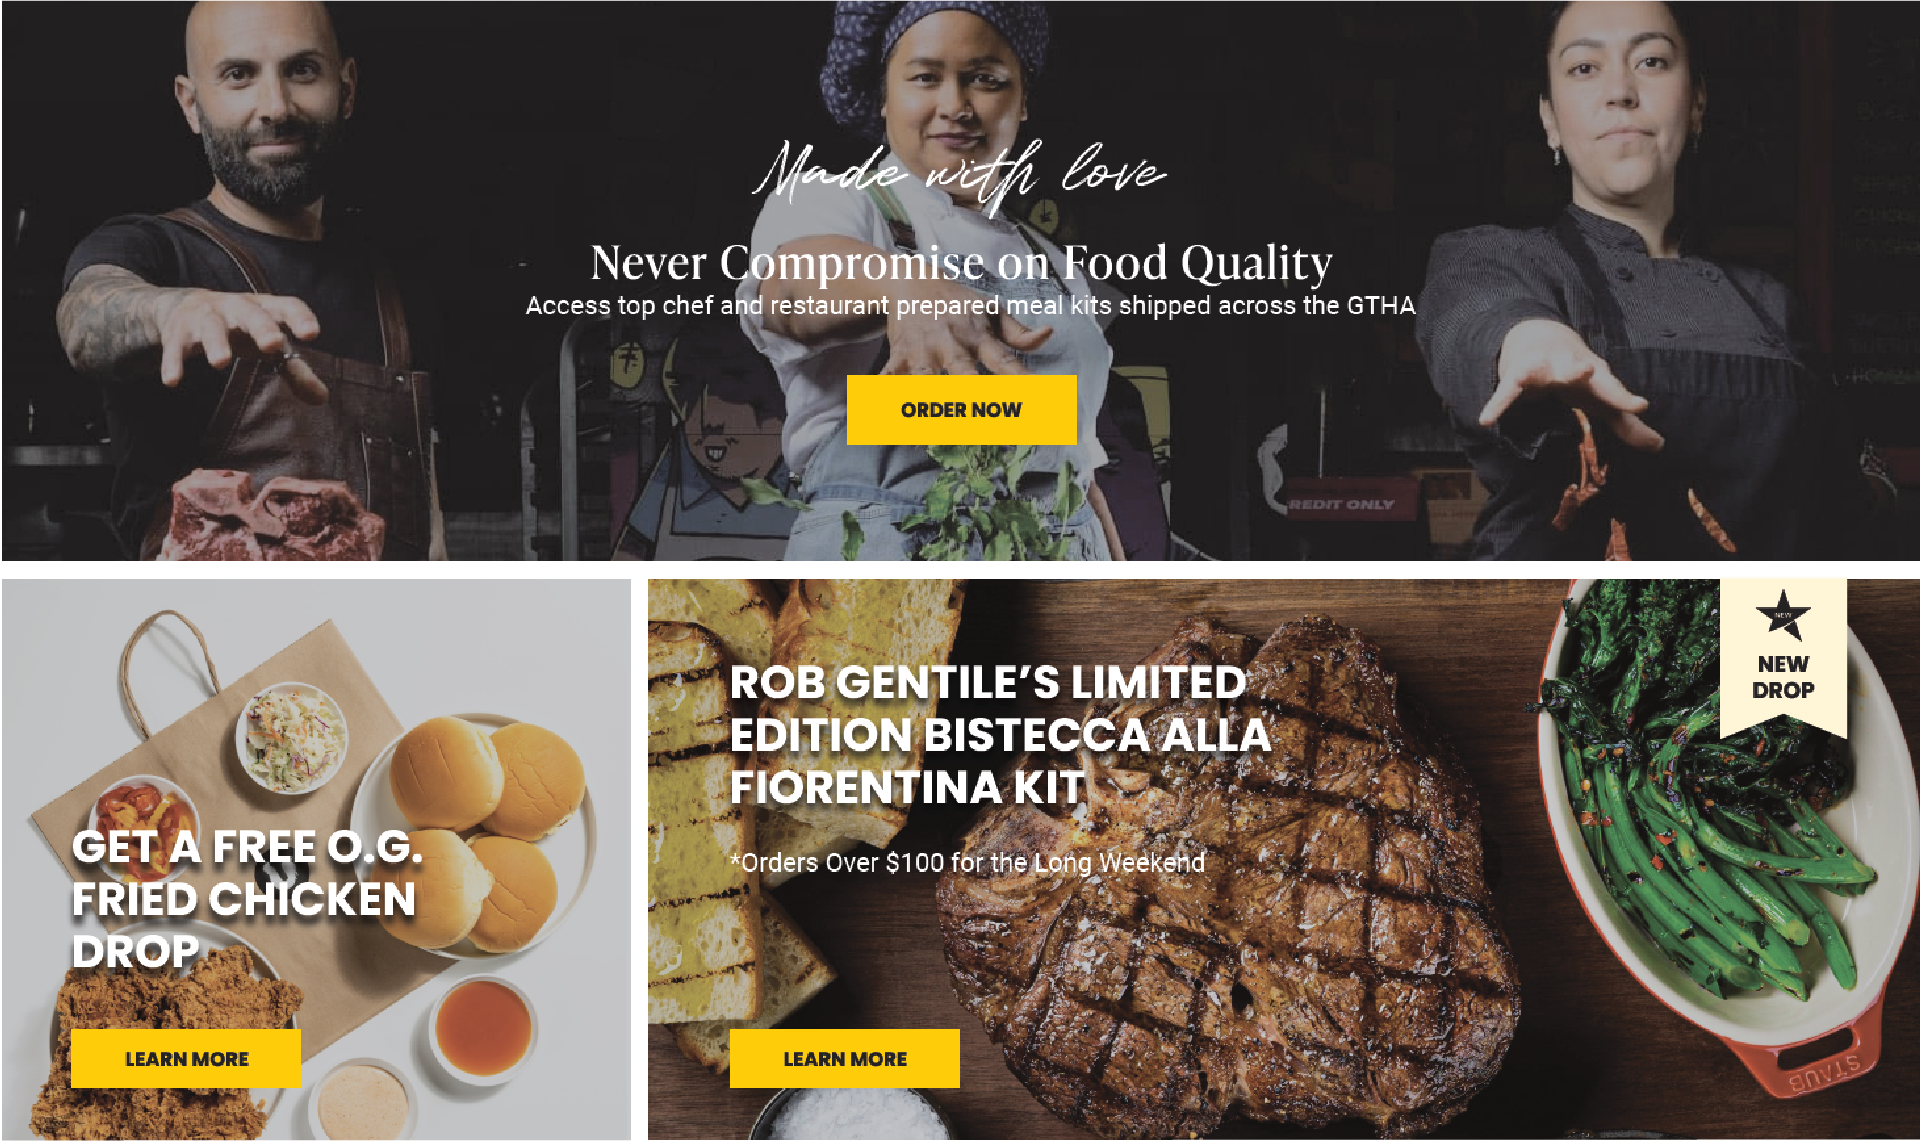 Made with love
Never Compromise on Food Quality
Access top chef and restaurant prepared meal kits shipped across the GTHA
ORDER NOW
REDIT ONLY
GET A FREE O.G.
FRIED CHICKEN
DROP
LEARN MORE
ROB GENTILE’S LIMITED
EDITION BISTECCA ALLA
FIORENTINA KIT
*Orders Over $100 for the Long Weekend
LEARN MORE
NEW
NEW
DROP
STAUB